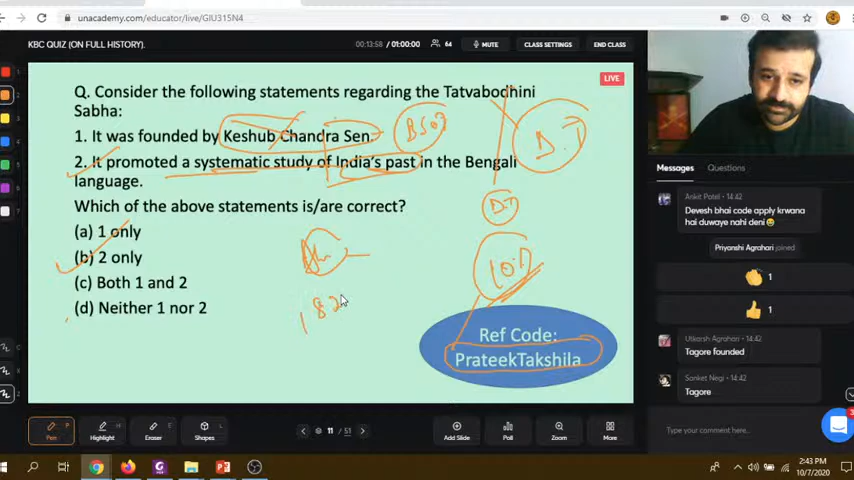 unacademy.com/educator/live/GIU315N4
KBC QUIZ (ON FULL HISTORY).
00:13:58 | 01:00:00
64
MUTE
CLASS SETTINGS
END CLASS
LIVE
Q. Consider the following statements regarding the Tatvabodhini
Sabha:
1. It was founded by Keshub Chandra Sen.
2. It promoted a systematic study of India's past in the Bengali
language.
Which of the above statements is/are correct?
(a) 1 only
(b) 2 only
(c) Both 1 and 2
(d) Neither 1 nor 2
D.T
D.T
182
Ref Code:
PrateekTakshila
Messages
Questions
Ankit Patel • 14:42
Devesh bhai code apply krwana
hai duwaye nahi deni
Priyanshi Agrahari joined
1
1
Utkarsh Agrahari • 14:42
Tagore founded
Sanket Negi • 14:42
Tagore
Message...
Pen
P
Highlight
H
Eraser
E
Shapes
L
11 / 51
Add Slide
Poll
Zoom
More
2:43 PM
10/7/2020